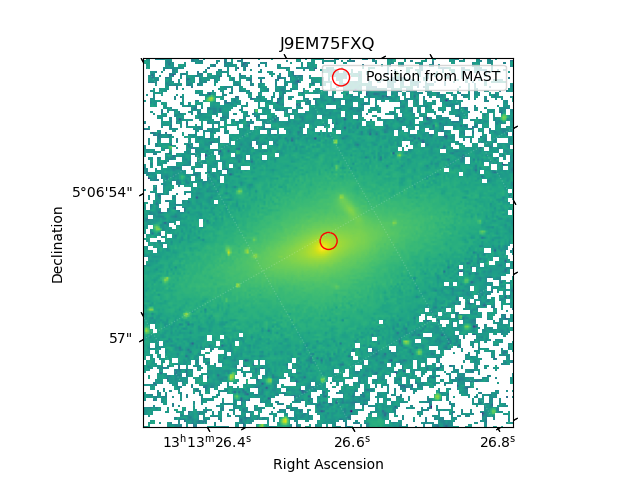 J9EM75FXQ
Position from MAST
5°06'54"
57"
Declination
13h13m26.4s
26.6s
26.8s
Right Ascension